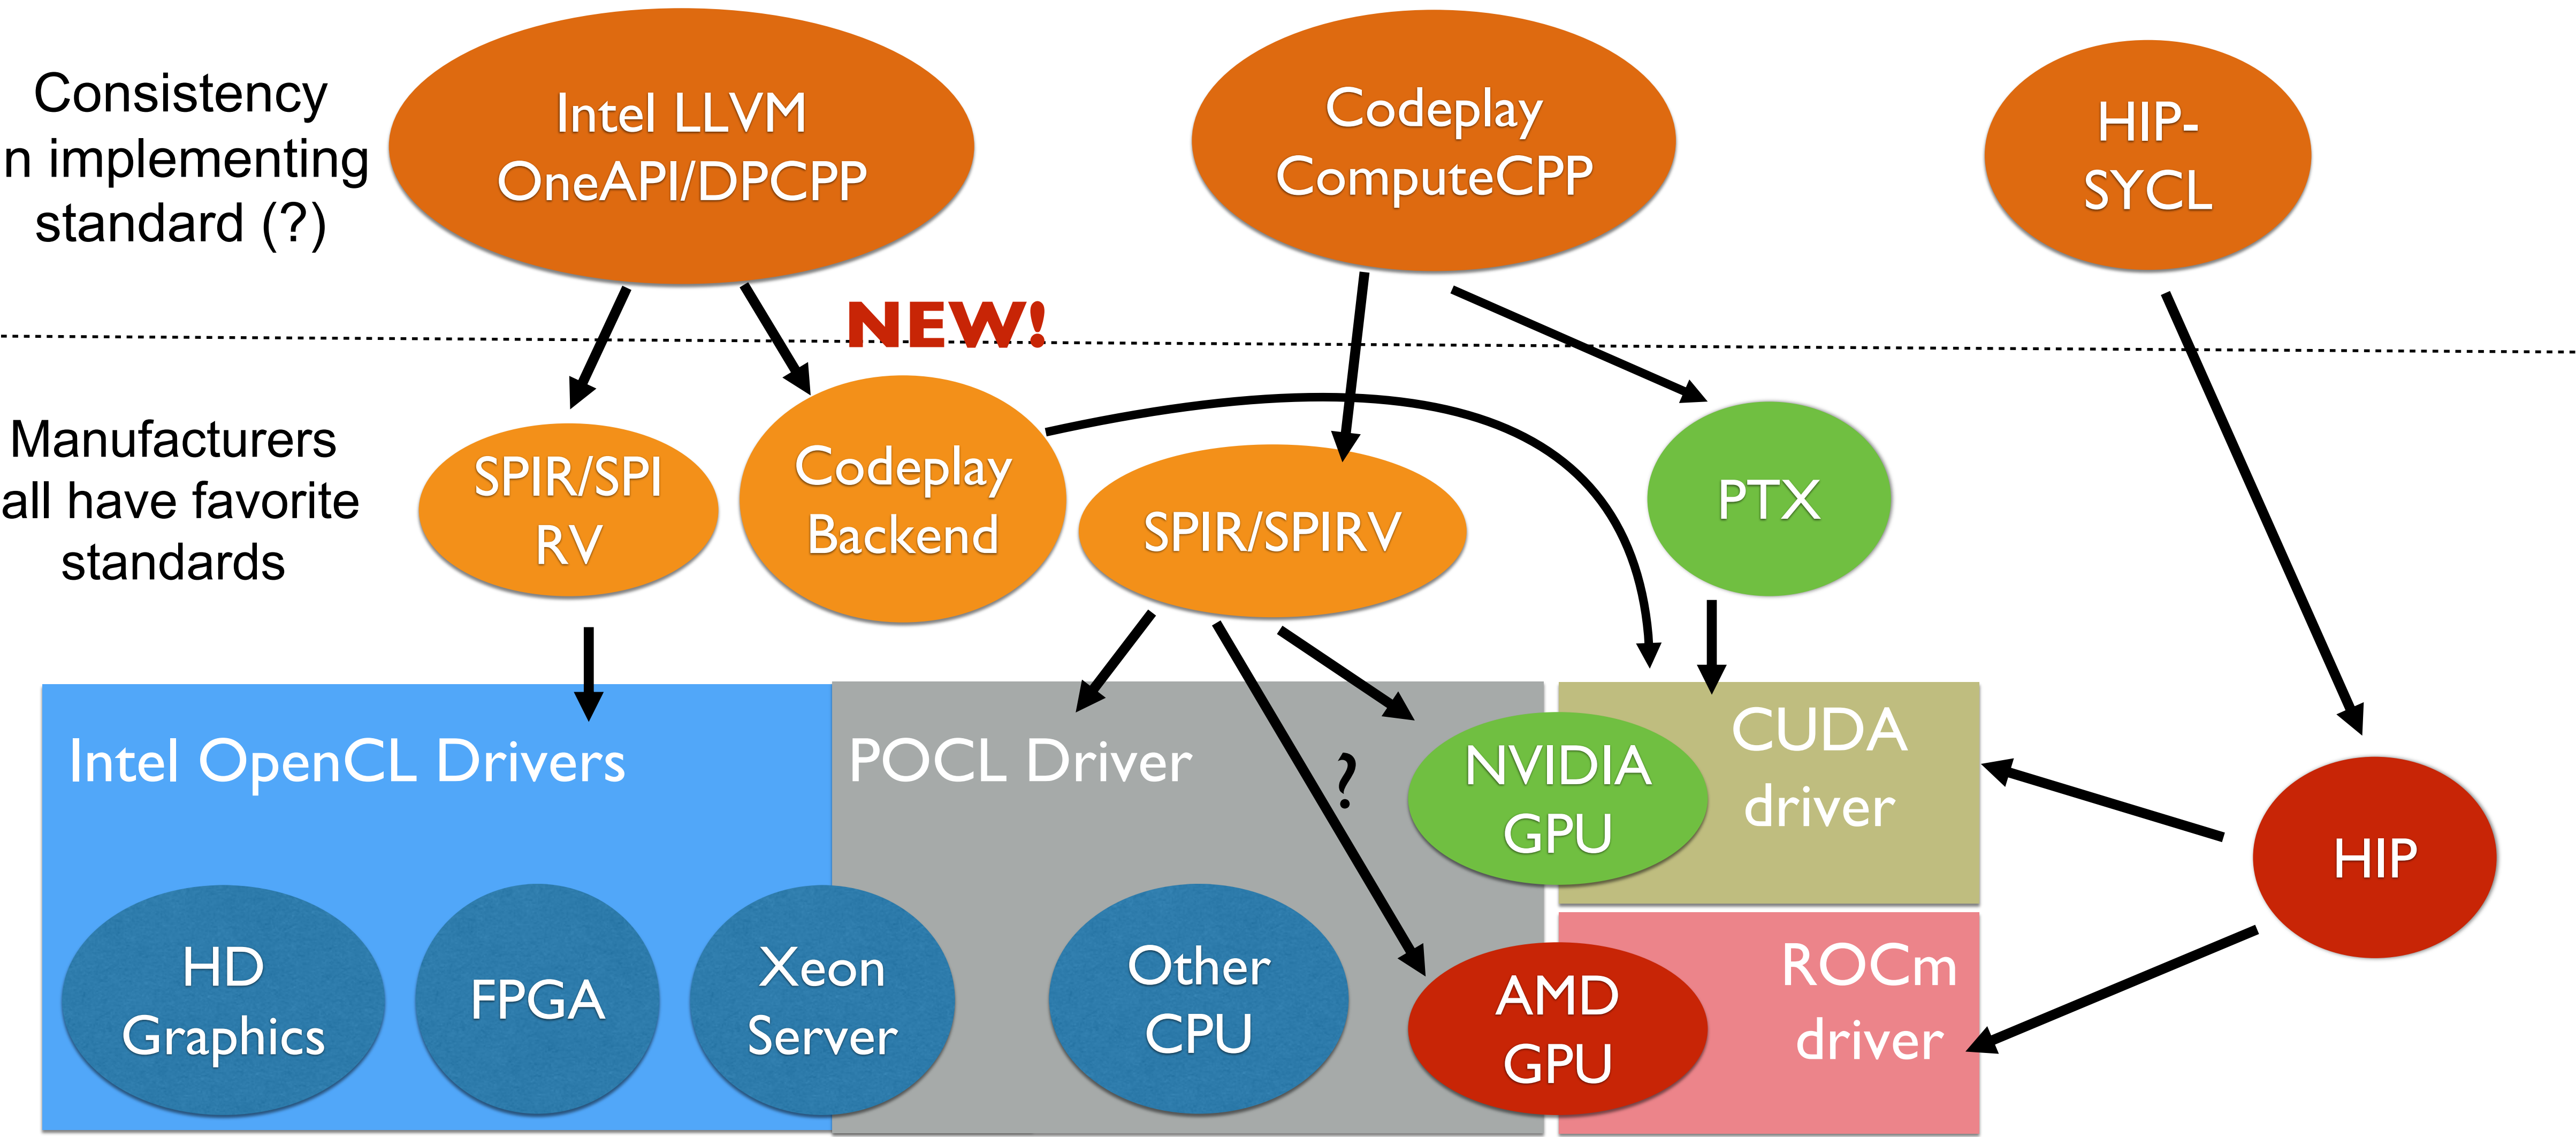 Consistency
n implementing
standard (?)
Intel LLVM
OneAPI/DPCPP
Codeplay
ComputeCPP
HIP-
SYCL
NEW!
Manufacturers
all have favorite
standards
SPIR/SPI
RV
Codeplay
Backend
SPIR/SPIRV
PTX
Intel OpenCL Drivers
POCL Driver
?
NVIDIA
GPU
CUDA
driver
HIP
HD
Graphics
FPGA
Xeon
Server
Other
CPU
AMD
GPU
ROCm
driver